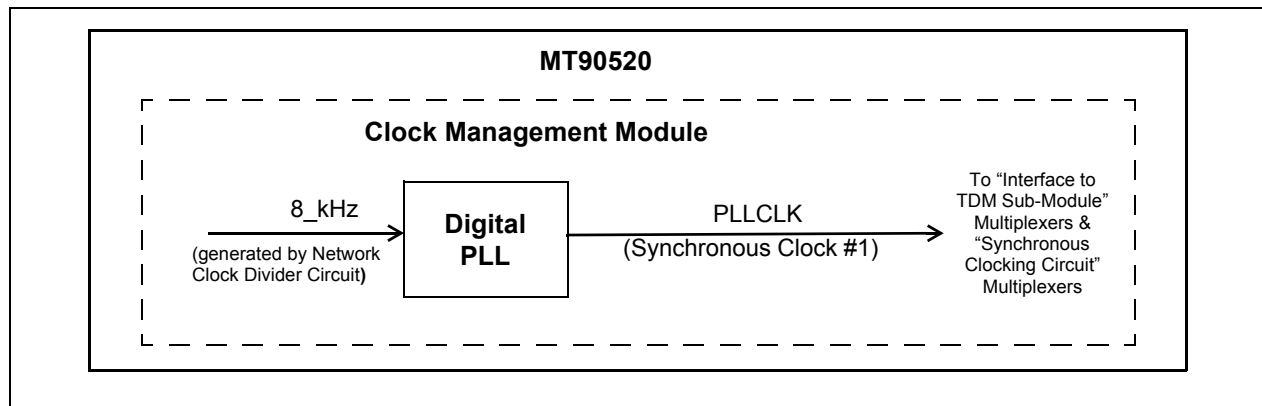 MT90520
Clock Management Module
8_kHz
(generated by Network
Clock Divider Circuit)
Digital
PLL
PLLCLK
(Synchronous Clock #1)
To “Interface to
TDM Sub-Module”
Multiplexers &
“Synchronous
Clocking Circuit”
Multiplexers